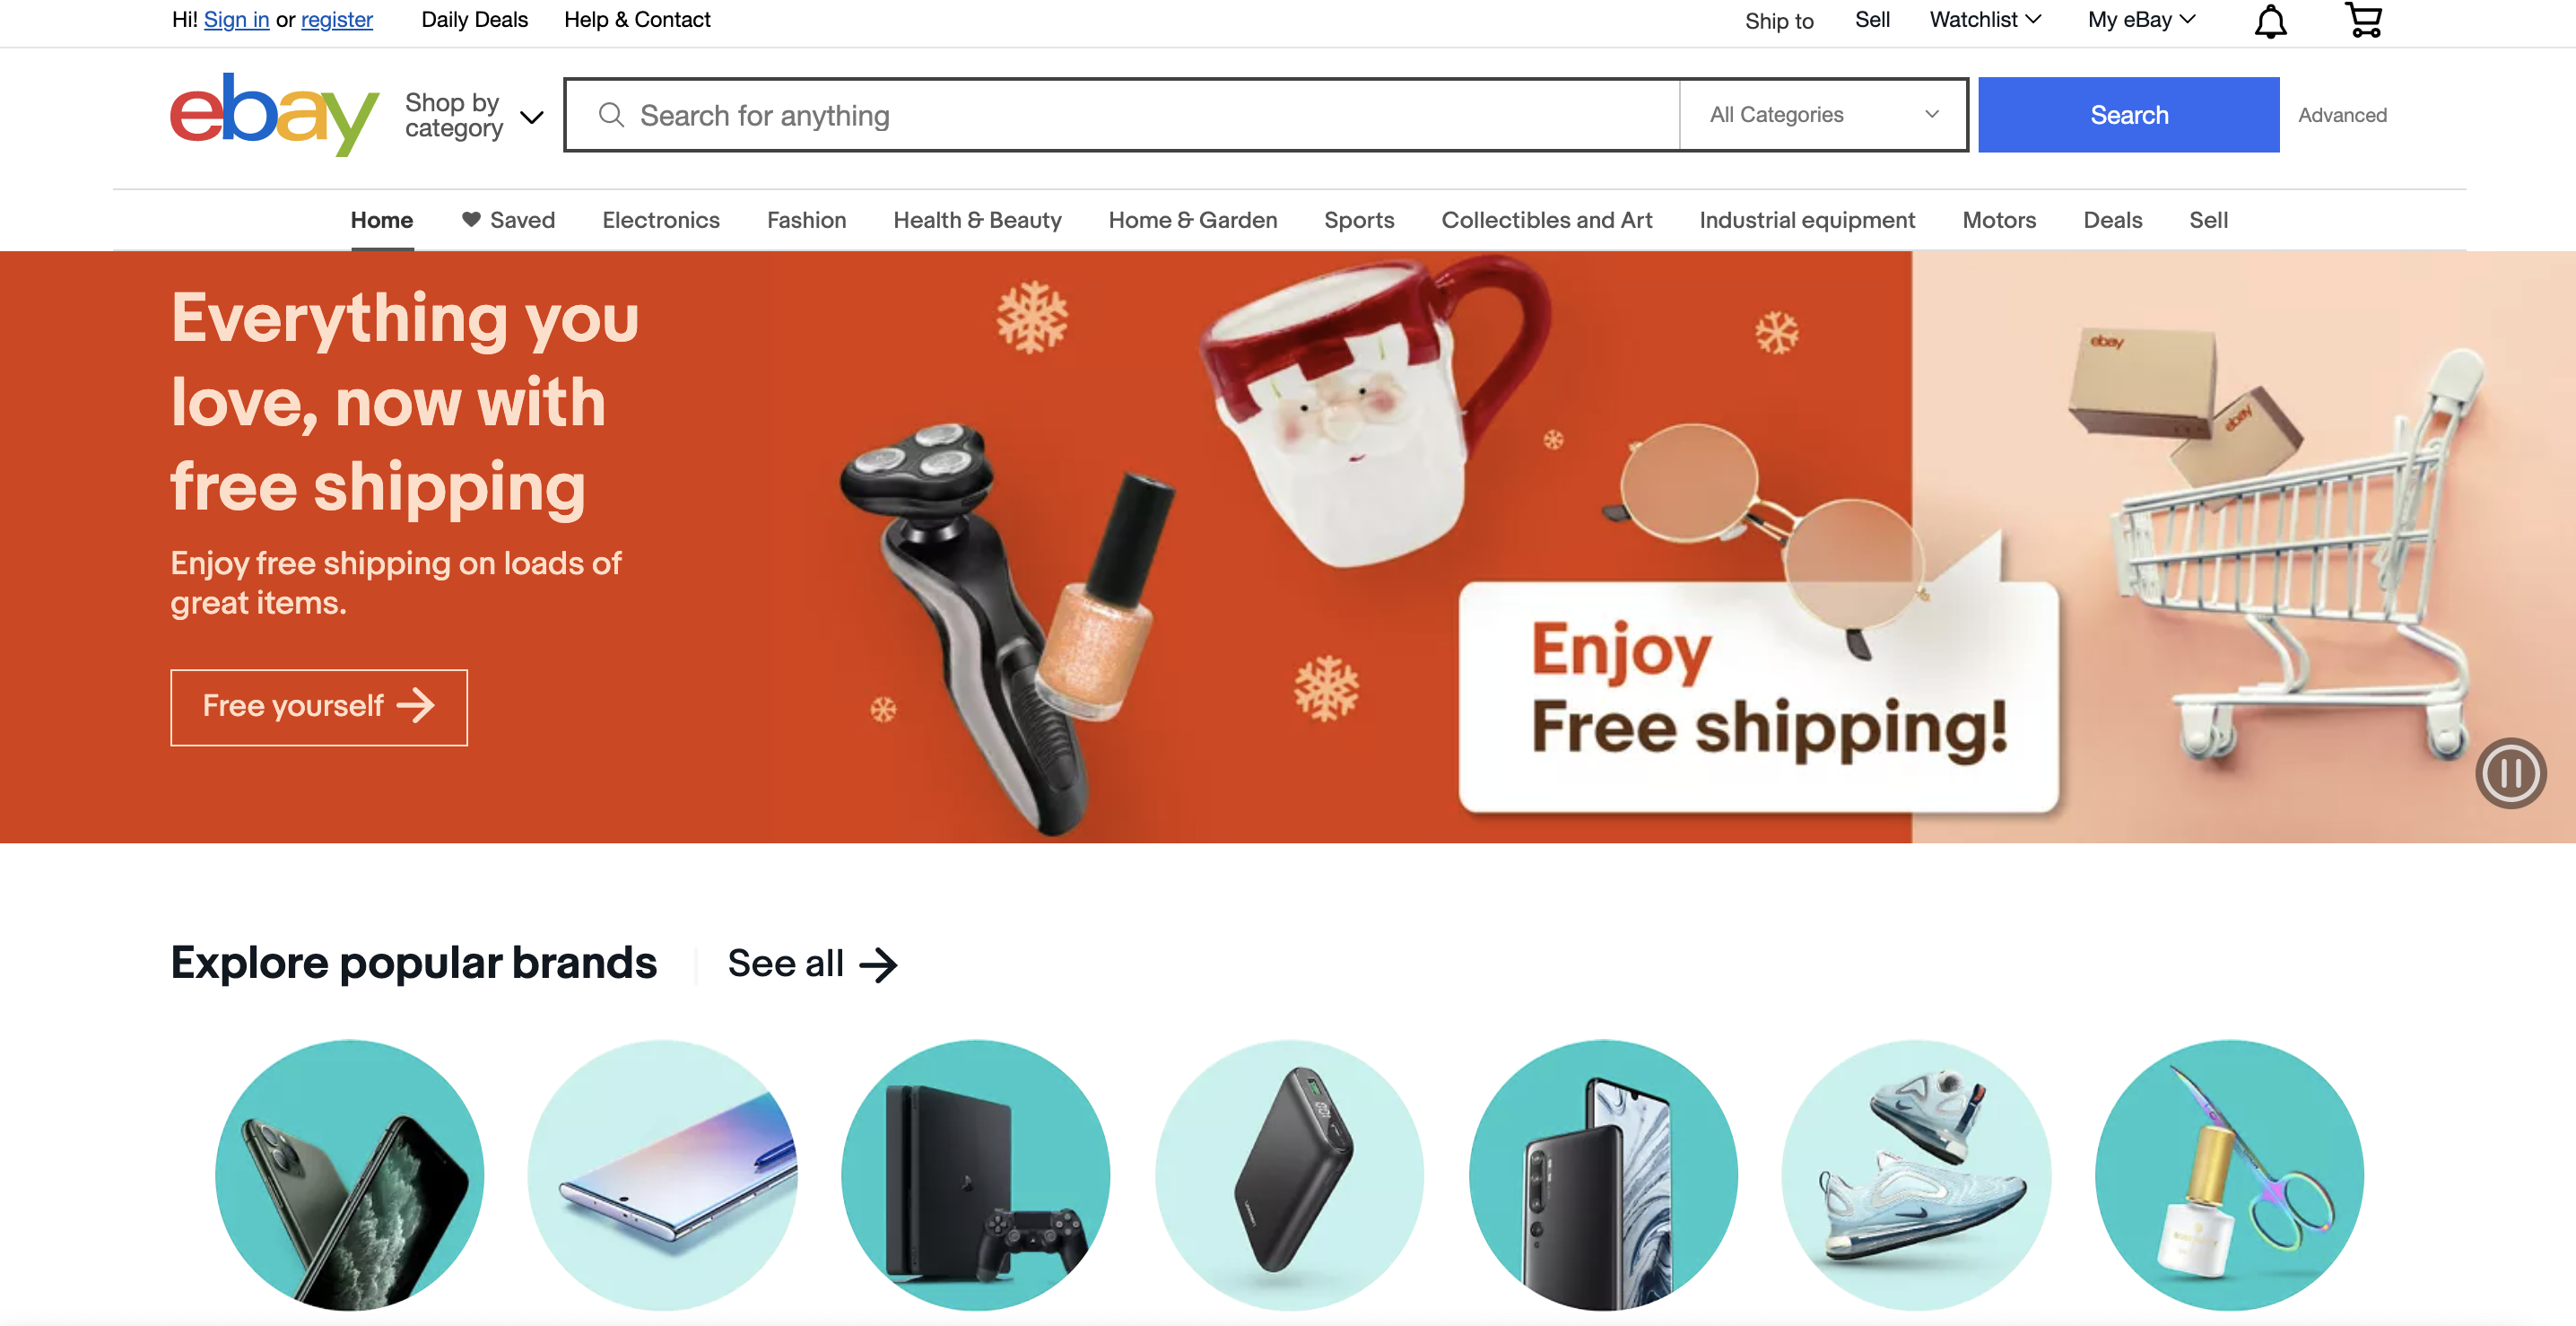 Hi! Sign in or register Daily Deals Help & Contact Ship to Sell Watchlist My eBay
ebay
Shop by
category
Search for anything
All Categories
Search
Advanced
Home Saved Electronics Fashion Health & Beauty Home & Garden Sports Collectibles and Art Industrial equipment Motors Deals Sell
Everything you
love, now with
free shipping
Enjoy free shipping on loads of
great items.
Free yourself
ebay
ebay
Enjoy
Free shipping!
Explore popular brands
See all